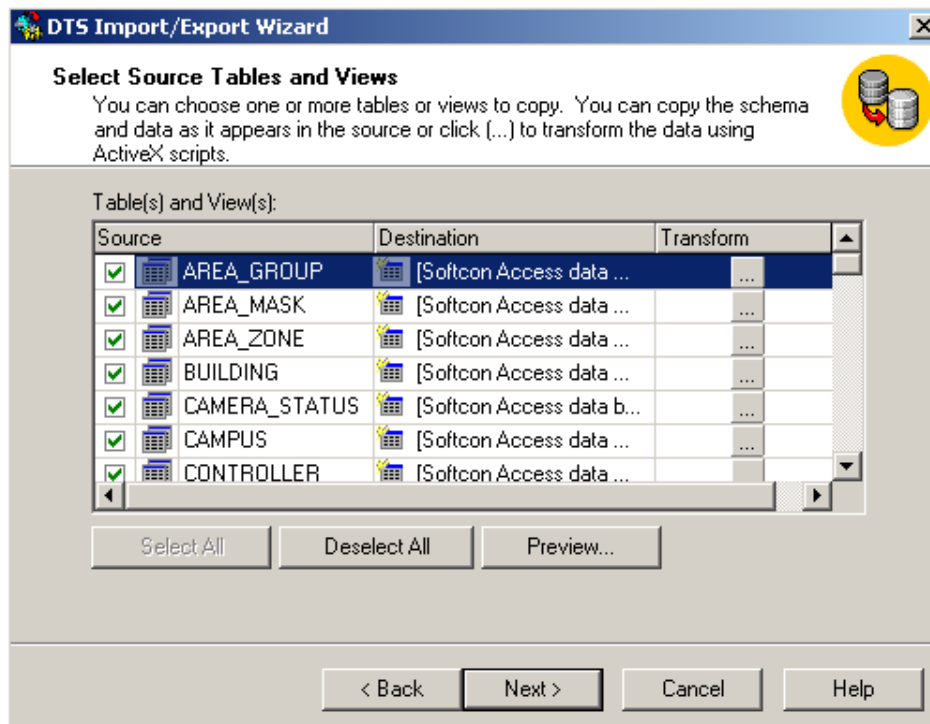 DTS Import/Export Wizard
Select Source Tables and Views
You can choose one or more tables or views to copy. You can copy the schema
and data as it appears in the source or click (...) to transform the data using
ActiveX scripts.
Table(s) and View(s):
Source Destination Transform
AREA_GROUP [Softcon Access data ... ...
AREA_MASK [Softcon Access data ... ...
AREA_ZONE [Softcon Access data ... ...
BUILDING [Softcon Access data ... ...
CAMERA_STATUS [Softcon Access data b... ...
CAMPUS [Softcon Access data ... ...
CONTROLLER [Softcon Access data ...
Select All Deselect All Preview...
< Back Next > Cancel Help